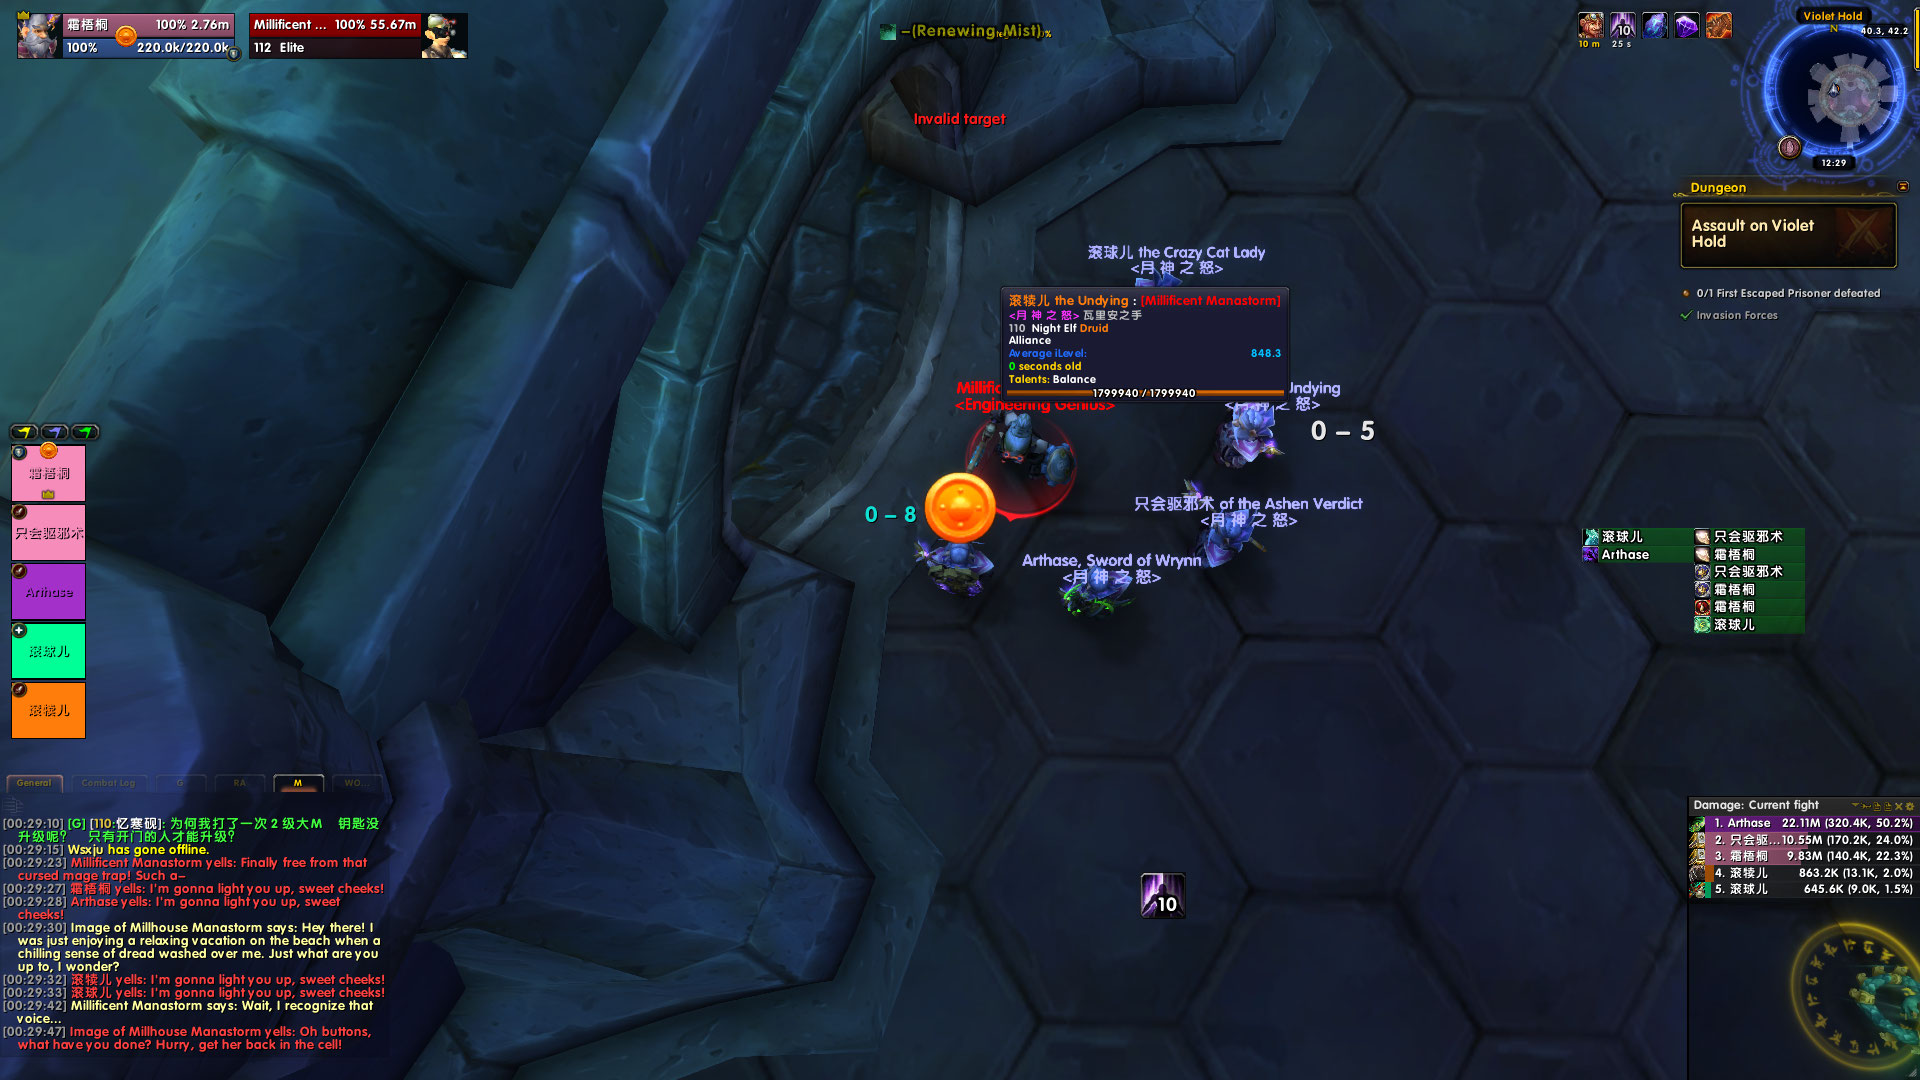 霜梧桐 100% 2.76m
100% 220.0k/220.0k
Millificent ... 100% 55.67m
112 Elite
–(Renewing Mist)
10 m
10
25 s
Violet Hold
N
40.3, 42.2
12:29
Invalid target
Dungeon
Assault on Violet
Hold
0/1 First Escaped Prisoner defeated
Invasion Forces
滚球儿 the Crazy Cat Lady
<月 神 之 怒>
滚犊儿 the Undying : [Millificent Manastorm]
<月 神 之 怒> 瓦里安之手
110 Night Elf Druid
Alliance
Average iLevel: 848.3
0 seconds old
Talents: Balance
1799940 / 1799940
Millific
<Engineering Genius>
Undying
之 怒>
0 – 5
0 – 8
只会驱邪术 of the Ashen Verdict
<月 神 之 怒>
Arthase, Sword of Wrynn
<月 神 之 怒>
霜梧桐
只会驱邪术
Arthase
滚球儿
滚犊儿
滚球儿 只会驱邪术
Arthase 霜梧桐
只会驱邪术
霜梧桐
霜梧桐
滚球儿
General
Combat Log
G
RA
M
WO...
[00:29:10] [G] [110:忆寒砚]: 为何我打了一次 2 级大M 钥匙没
升级呢? 只有开门的人才能升级?
[00:29:15] Wsxju has gone offline.
[00:29:23] Millificent Manastorm yells: Finally free from that
cursed mage trap! Such a–
[00:29:27] 霜梧桐 yells: I'm gonna light you up, sweet cheeks!
[00:29:28] Arthase yells: I'm gonna light you up, sweet
cheeks!
[00:29:30] Image of Millhouse Manastorm says: Hey there! I
was just enjoying a relaxing vacation on the beach when a
chilling sense of dread washed over me. Just what are you
up to, I wonder?
[00:29:32] 滚犊儿 yells: I'm gonna light you up, sweet cheeks!
[00:29:33] 滚球儿 yells: I'm gonna light you up, sweet cheeks!
[00:29:42] Millificent Manastorm says: Wait, I recognize that
voice...
[00:29:47] Image of Millhouse Manastorm yells: Oh buttons,
what have you done? Hurry, get her back in the cell!
10
Damage: Current fight
1. Arthase 22.11M (320.4K, 50.2%)
2. 只会驱...10.55M (170.2K, 24.0%)
3. 霜梧桐 9.83M (140.4K, 22.3%)
4. 滚犊儿 863.2K (13.1K, 2.0%)
5. 滚球儿 645.6K (9.0K, 1.5%)